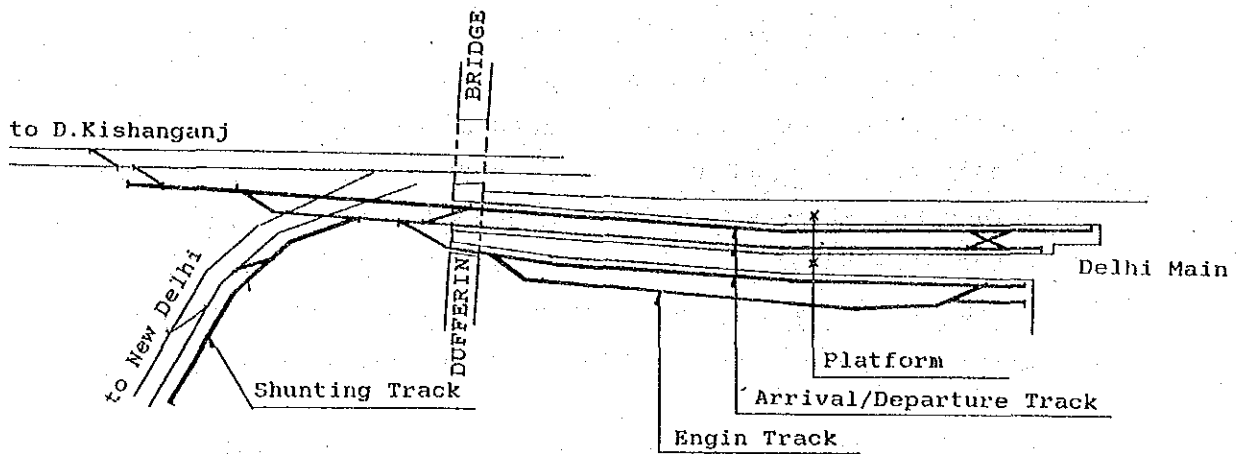 BRIDGE
to D.Kishanganj
DUFFERIN
to New Delhi
Shunting Track
Delhi Main
Platform
Arrival/Departure Track
Engin Track